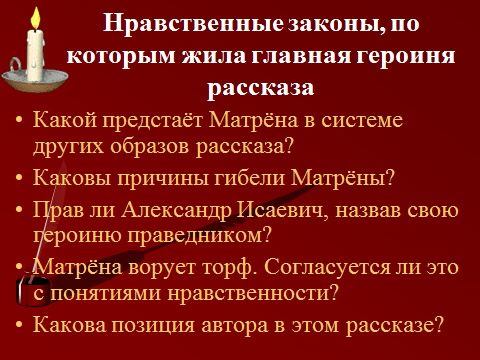 Нравственные законы, по
которым жила главная героиня
рассказа
• Какой предстаёт Матрёна в системе
других образов рассказа?
• Каковы причины гибели Матрёны?
• Прав ли Александр Исаевич, назвав свою
героиню праведником?
• Матрёна ворует торф. Согласуется ли это
с понятиями нравственности?
• Какова позиция автора в этом рассказе?